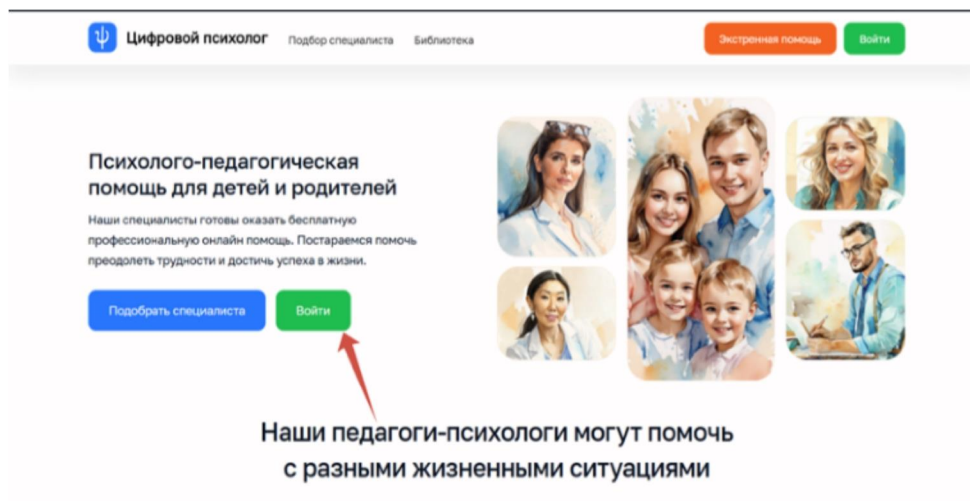 Цифровой психолог
Подбор специалиста
Библиотека
Экстренная помощь
Войти
Психолого-педагогическая
помощь для детей и родителей
Наши специалисты готовы оказать бесплатную
профессиональную онлайн помощь. Постараемся помочь
преодолеть трудности и достичь успеха в жизни.
Подобрать специалиста
Войти
Наши педагоги-психологи могут помочь
с разными жизненными ситуациями